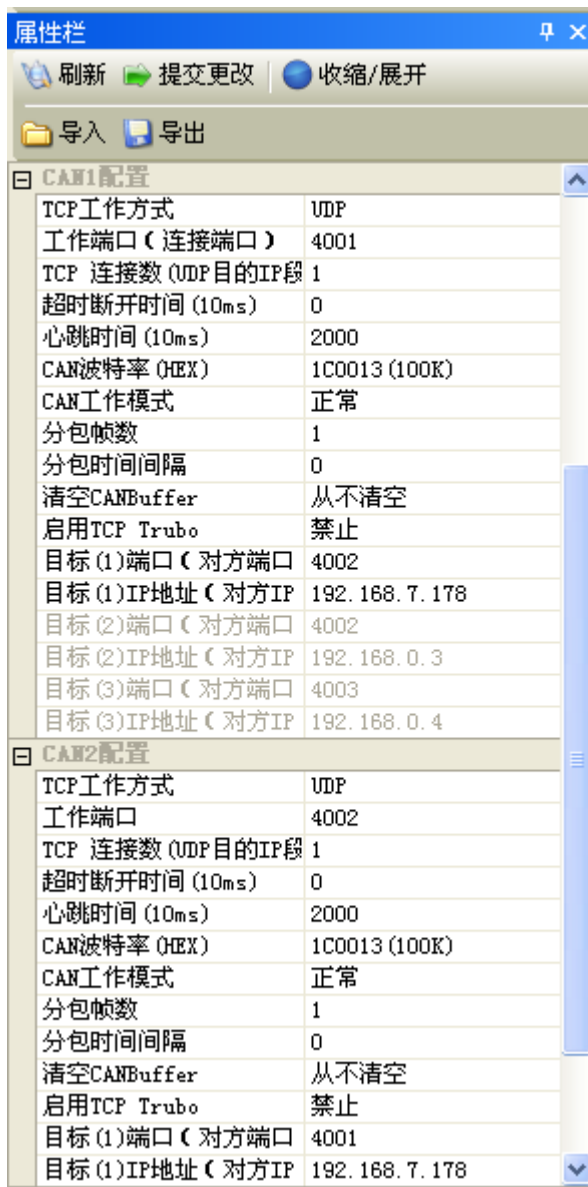 属性栏
刷新 提交更改 收缩/展开
导入 导出
CAN1配置
TCP工作方式 UDP
工作端口(连接端口) 4001
TCP 连接数(UDP目的IP段 1
超时断开时间(10ms) 0
心跳时间(10ms) 2000
CAN波特率(HEX) 1C0013(100K)
CAN工作模式 正常
分包帧数 1
分包时间间隔 0
清空CANBuffer 从不清空
启用TCP Trubo 禁止
目标(1)端口(对方端口 4002
目标(1)IP地址(对方IP 192.168.7.178
目标(2)端口(对方端口 4002
目标(2)IP地址(对方IP 192.168.0.3
目标(3)端口(对方端口 4003
目标(3)IP地址(对方IP 192.168.0.4
CAN2配置
TCP工作方式 UDP
工作端口 4002
TCP 连接数(UDP目的IP段 1
超时断开时间(10ms) 0
心跳时间(10ms) 2000
CAN波特率(HEX) 1C0013(100K)
CAN工作模式 正常
分包帧数 1
分包时间间隔 0
清空CANBuffer 从不清空
启用TCP Trubo 禁止
目标(1)端口(对方端口 4001
目标(1)IP地址(对方IP 192.168.7.178